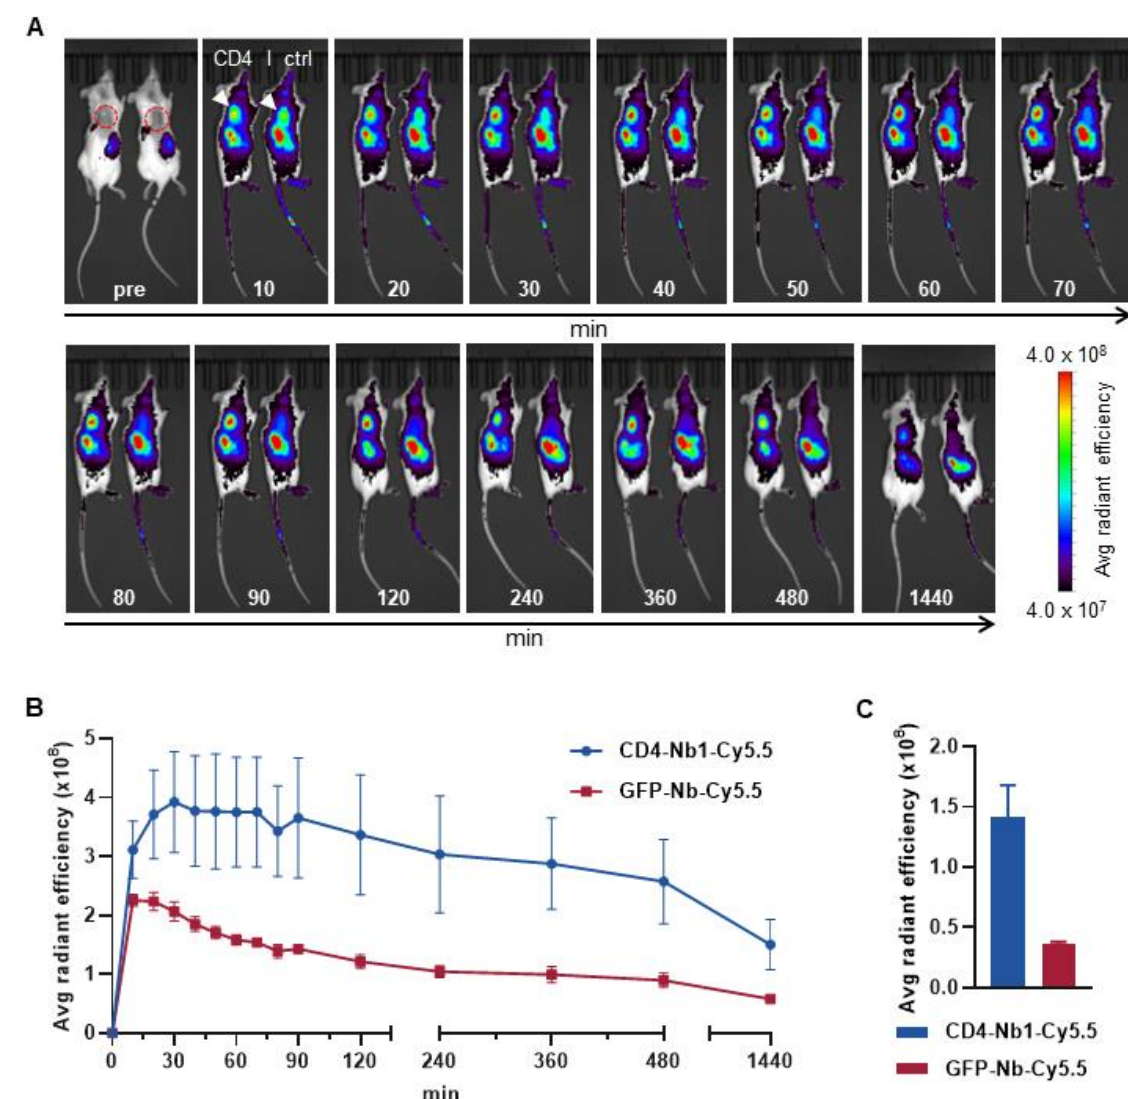 A
CD4 I ctrl
pre 10 20 30 40 50 60 70
min
80 90 120 240 360 480 1440
min
4.0 x 10⁸
Avg radiant efficiency
4.0 x 10⁷
B
Avg radiant efficiency (x10⁸)
5
4
3
2
1
0
CD4-Nb1-Cy5.5
GFP-Nb-Cy5.5
0 30 60 90 120 240 360 480 1440
min
C
Avg radiant efficiency (x10⁸)
2.0
1.5
1.0
0.5
0.0
CD4-Nb1-Cy5.5
GFP-Nb-Cy5.5